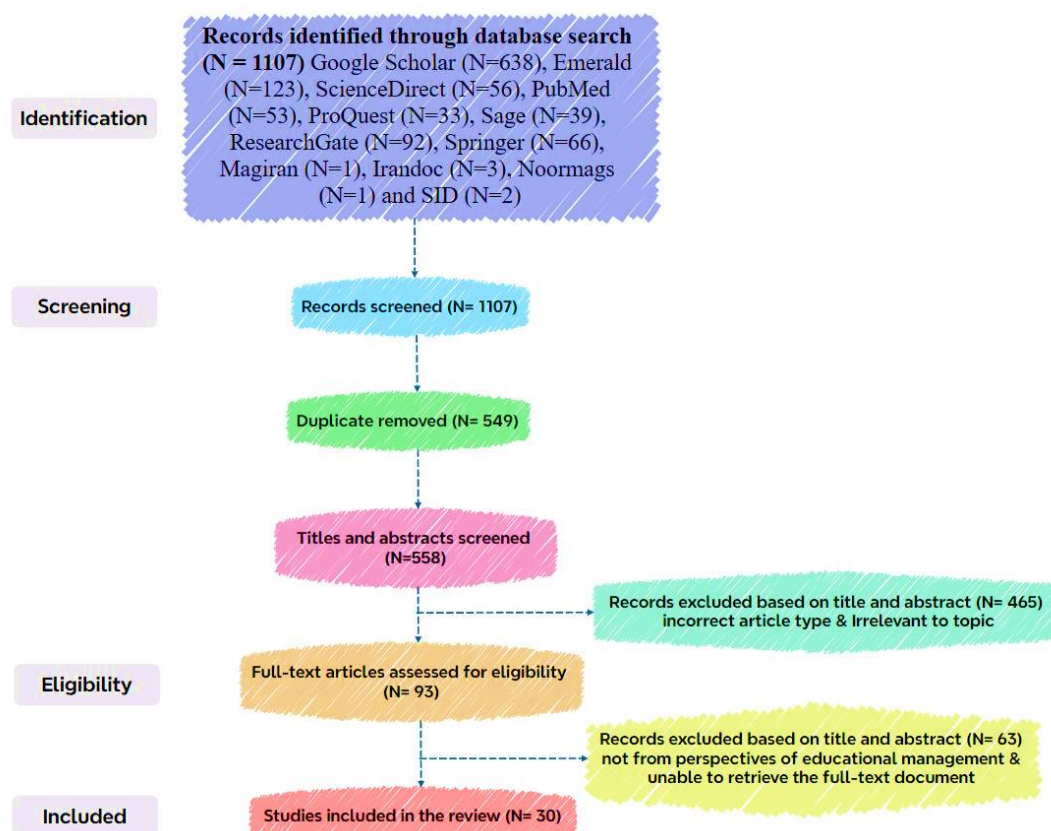 Records identified through database search
(N = 1107) Google Scholar (N=638), Emerald
(N=123), ScienceDirect (N=56), PubMed
(N=53), ProQuest (N=33), Sage (N=39),
ResearchGate (N=92), Springer (N=66),
Magiran (N=1), Irandoc (N=3), Noormags
(N=1) and SID (N=2)
Identification
Screening
Records screened (N= 1107)
Duplicate removed (N= 549)
Titles and abstracts screened
(N=558)
Records excluded based on title and abstract (N= 465)
incorrect article type & Irrelevant to topic
Eligibility
Full-text articles assessed for eligibility
(N= 93)
Records excluded based on title and abstract (N= 63)
not from perspectives of educational management &
unable to retrieve the full-text document
Included
Studies included in the review (N= 30)